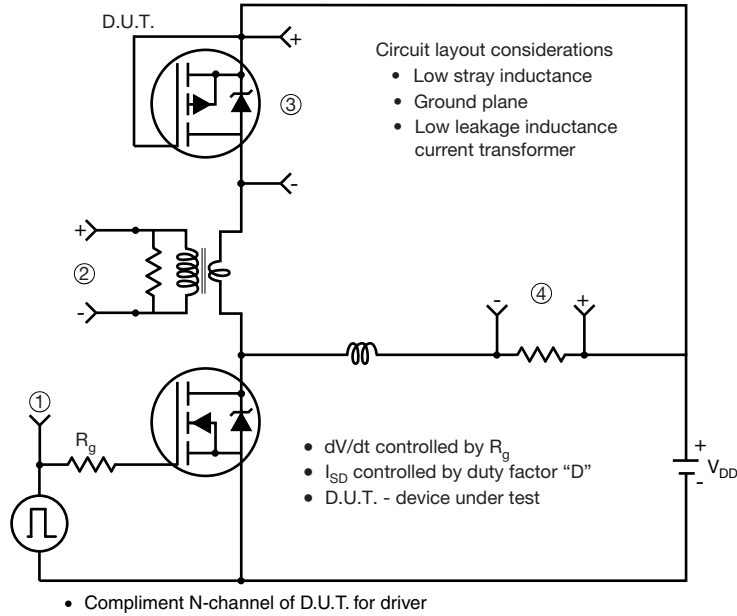 D.U.T.
+
Circuit layout considerations
• Low stray inductance
• Ground plane
• Low leakage inductance
current transformer
③
-
+
②
-
④
-
+
①
Rg
• dV/dt controlled by Rg
• ISD controlled by duty factor “D”
• D.U.T. - device under test
+
VDD
-
• Compliment N-channel of D.U.T. for driver